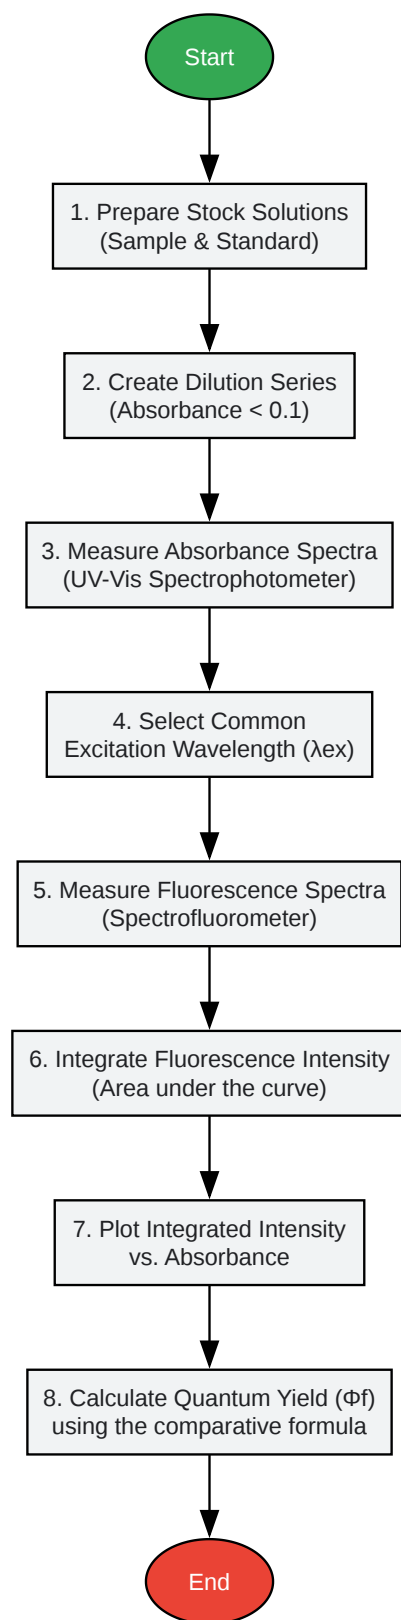 Start
1. Prepare Stock Solutions
(Sample & Standard)
2. Create Dilution Series
(Absorbance < 0.1)
3. Measure Absorbance Spectra
(UV-Vis Spectrophotometer)
4. Select Common
Excitation Wavelength (λex)
5. Measure Fluorescence Spectra
(Spectrofluorometer)
6. Integrate Fluorescence Intensity
(Area under the curve)
7. Plot Integrated Intensity
vs. Absorbance
8. Calculate Quantum Yield (Φf)
using the comparative formula
End